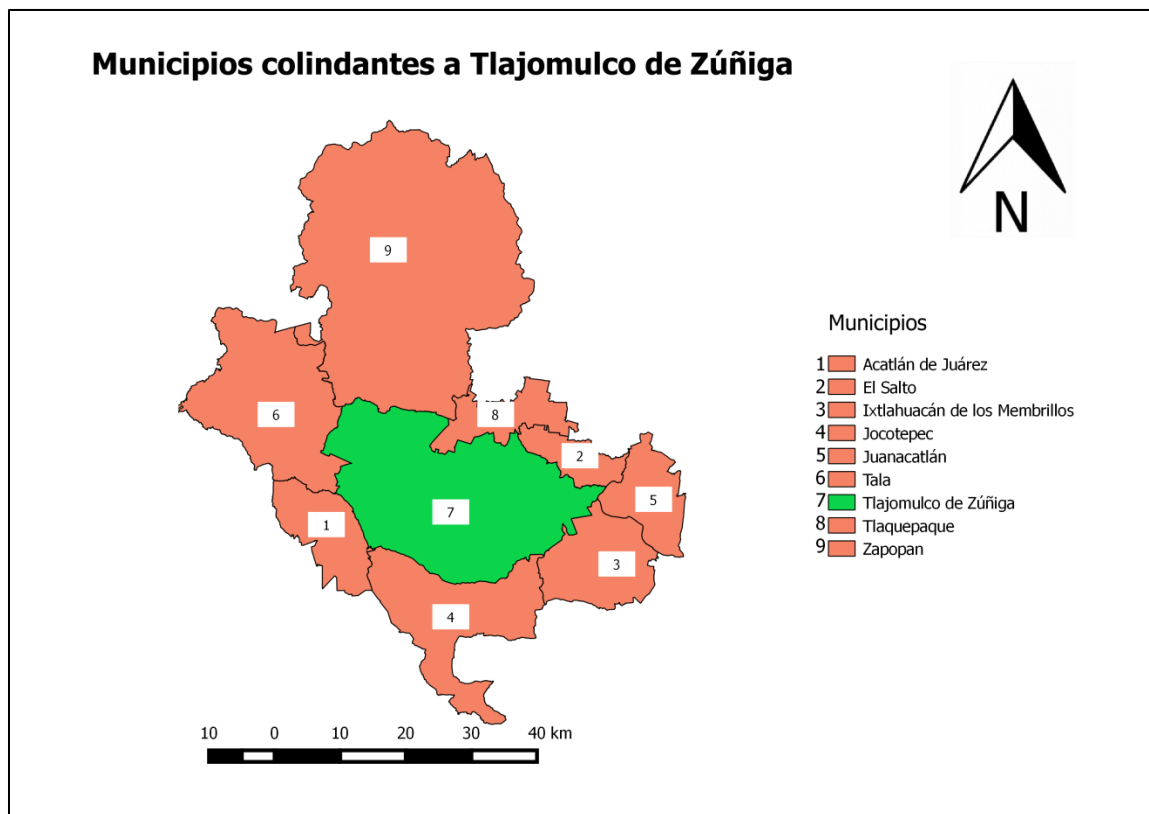 Municipios colindantes a Tlajomulco de Zúñiga
N
9
6
8
2
5
7
1
3
4
Municipios
1 Acatlán de Juárez
2 El Salto
3 Ixtlahuacán de los Membrillos
4 Jocotepec
5 Juanacatlán
6 Tala
7 Tlajomulco de Zúñiga
8 Tlaquepaque
9 Zapopan
10 0 10 20 30 40 km